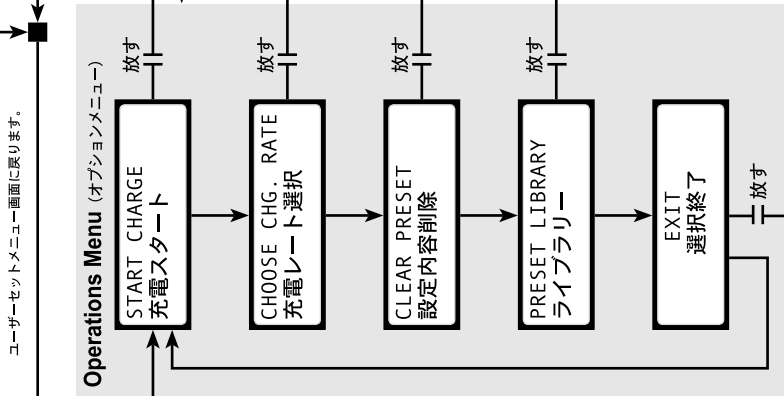 ユーザーセットメニュー画面に戻ります。
Operations Menu (オプションメニュー)
放す
START CHARGE
充電スタート
放す
CHOOSE CHG. RATE
充電レート選択
放す
CLEAR PRESET
設定内容削除
放す
PRESET LIBRARY
ライブラリー
EXIT
選択終了
放す